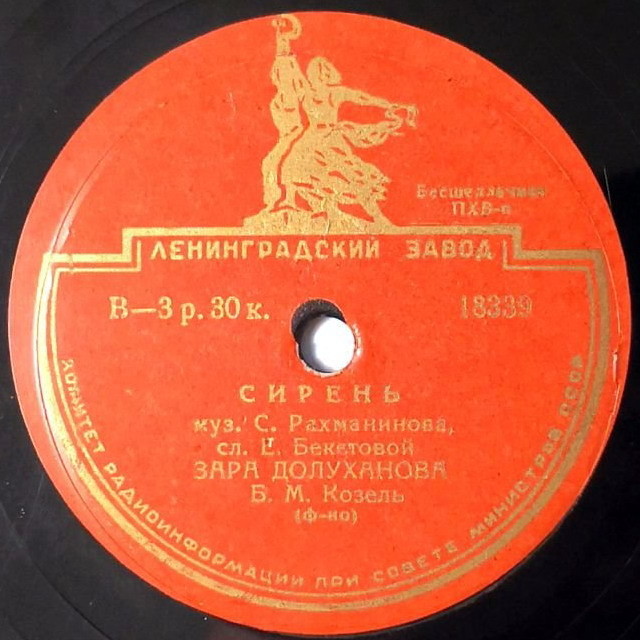 Бесшеллачная
ПХВ-п
ЛЕНИНГРАДСКИЙ ЗАВОД
В—3 р. 30 к.
18339
СИРЕНЬ
муз. С. Рахманинова,
сл. Е. Бекетовой
ЗАРА ДОЛУХАНОВА
Б. М. Козель
(ф-но)
КОМИТЕТ РАДИОИНФОРМАЦИИ ПРИ СОВЕТЕ МИНИСТРОВ СССР